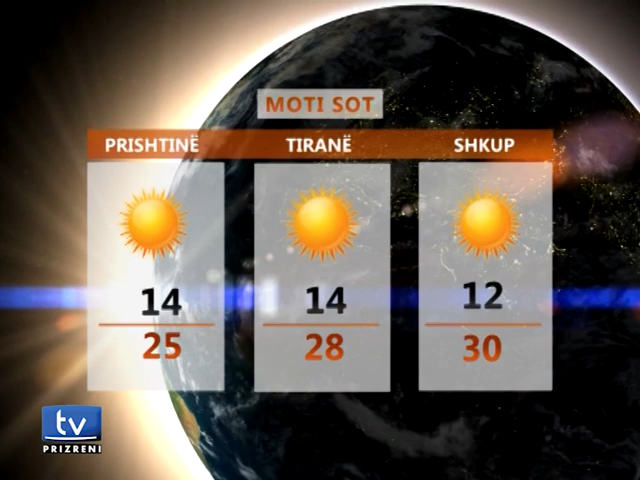 MOTI SOT
PRISHTINË TIRANË SHKUP
14 14 12
25 28 30
tv
PRIZRENI